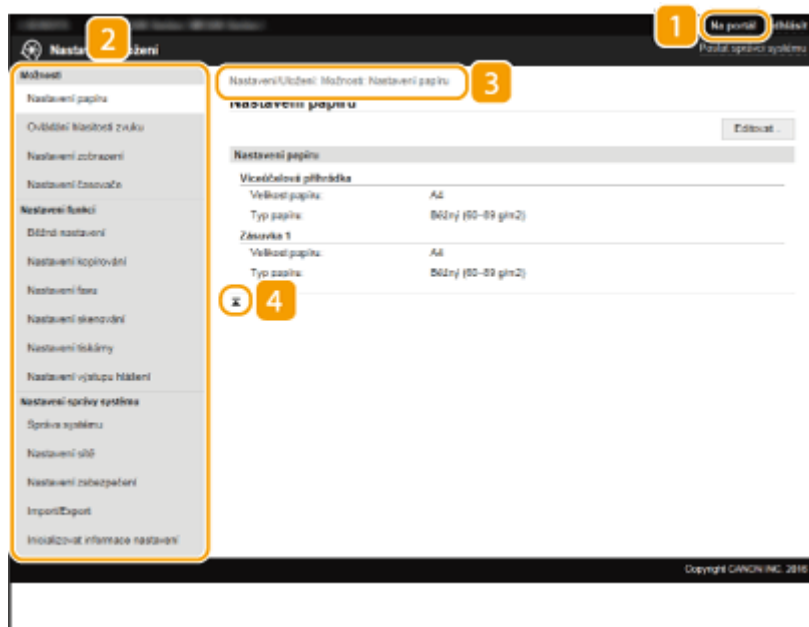 1
Na portál
2
Poslat správci systému
Možnosti
Nastavení papíru
Ovládání hlasitosti zvuku
Nastavení zobrazení
Nastavení časovače
Nastavení funkcí
Běžná nastavení
Nastavení kopírování
Nastavení faxu
Nastavení skenování
Nastavení tiskárny
Nastavení výstupu hlášení
Nastavení správy systému
Správa systému
Nastavení sítě
Nastavení zabezpečení
Import/Export
Inicializovat informace nastavení
Nastavení/Uložení: Možnosti: Nastavení papíru
3
Nastavení papíru
Editovat...
Nastavení papíru
Víceúčelová přihrádka
Velikost papíru: A4
Typ papíru: Běžný (60–89 g/m2)
Zásuvka 1
Velikost papíru: A4
Typ papíru: Běžný (60–89 g/m2)
4
Copyright CANON INC. 2016